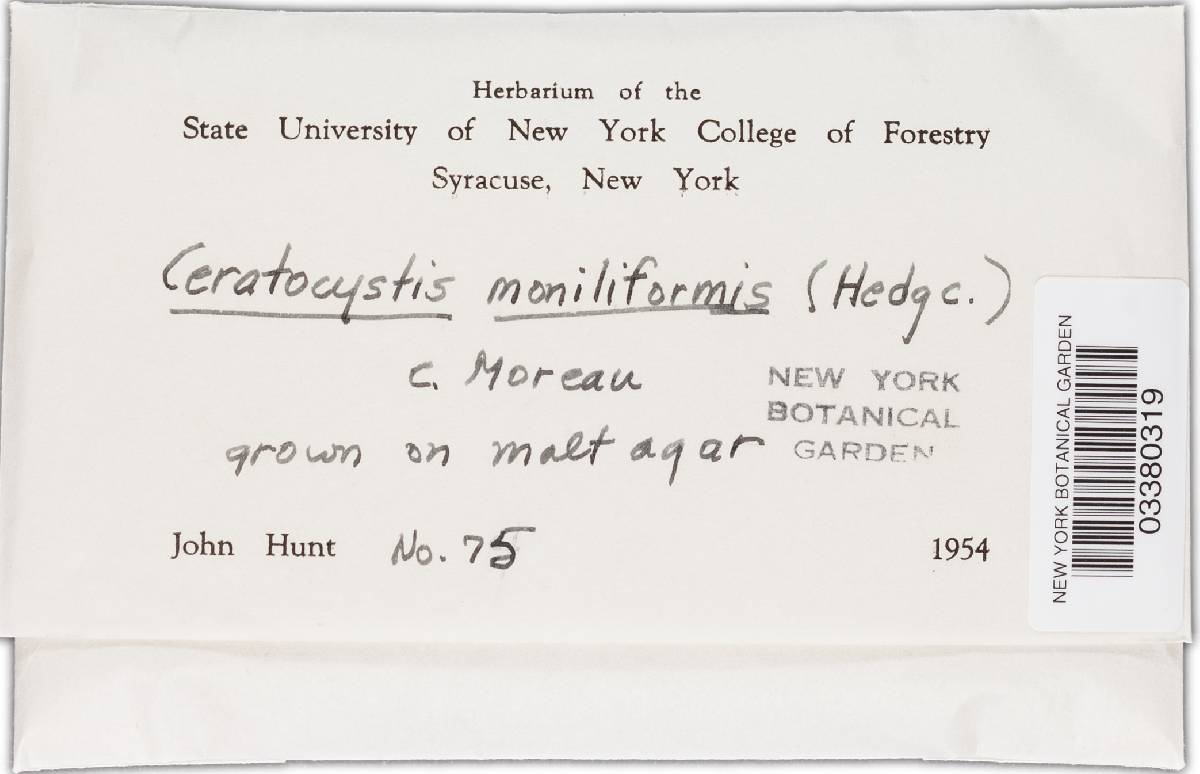 Herbarium of the
State University of New York College of Forestry
Syracuse, New York
Ceratocystis moniliformis (Hedgc.)
C. Moreau
grown on malt agar
NEW YORK
BOTANICAL
GARDEN
John Hunt No. 75 1954
NEW YORK BOTANICAL GARDEN
03380319